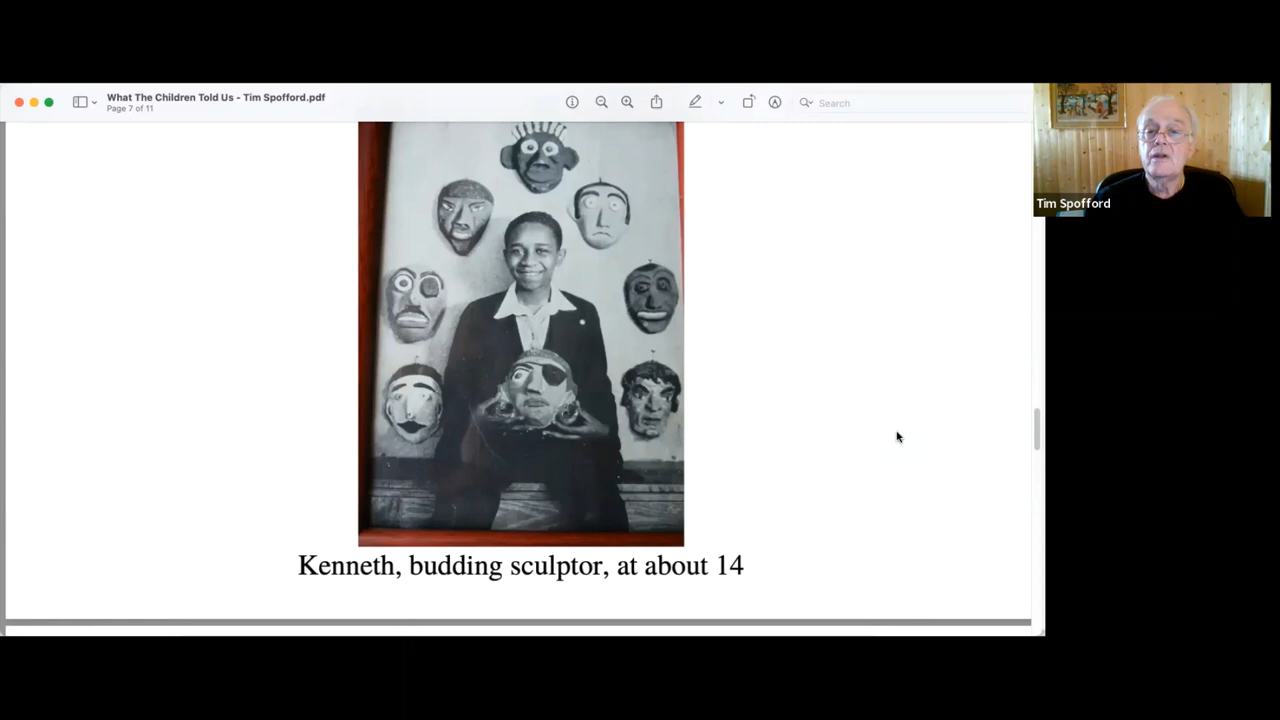 What The Children Told Us - Tim Spofford.pdf
Page 7 of 11
Search
Tim Spofford
Kenneth, budding sculptor, at about 14